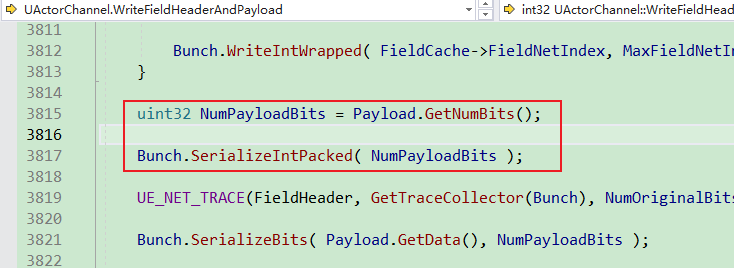 UActorChannel.WriteFieldHeaderAndPayload
int32 UActorChannel::WriteFieldHead
3811
3812 Bunch.WriteIntWrapped( FieldCache->FieldNetIndex, MaxFieldNetIn
3813 }
3814
3815 uint32 NumPayloadBits = Payload.GetNumBits();
3816
3817 Bunch.SerializeIntPacked( NumPayloadBits );
3818
3819 UE_NET_TRACE(FieldHeader, GetTraceCollector(Bunch), NumOriginalBits
3820
3821 Bunch.SerializeBits( Payload.GetData(), NumPayloadBits );
3822